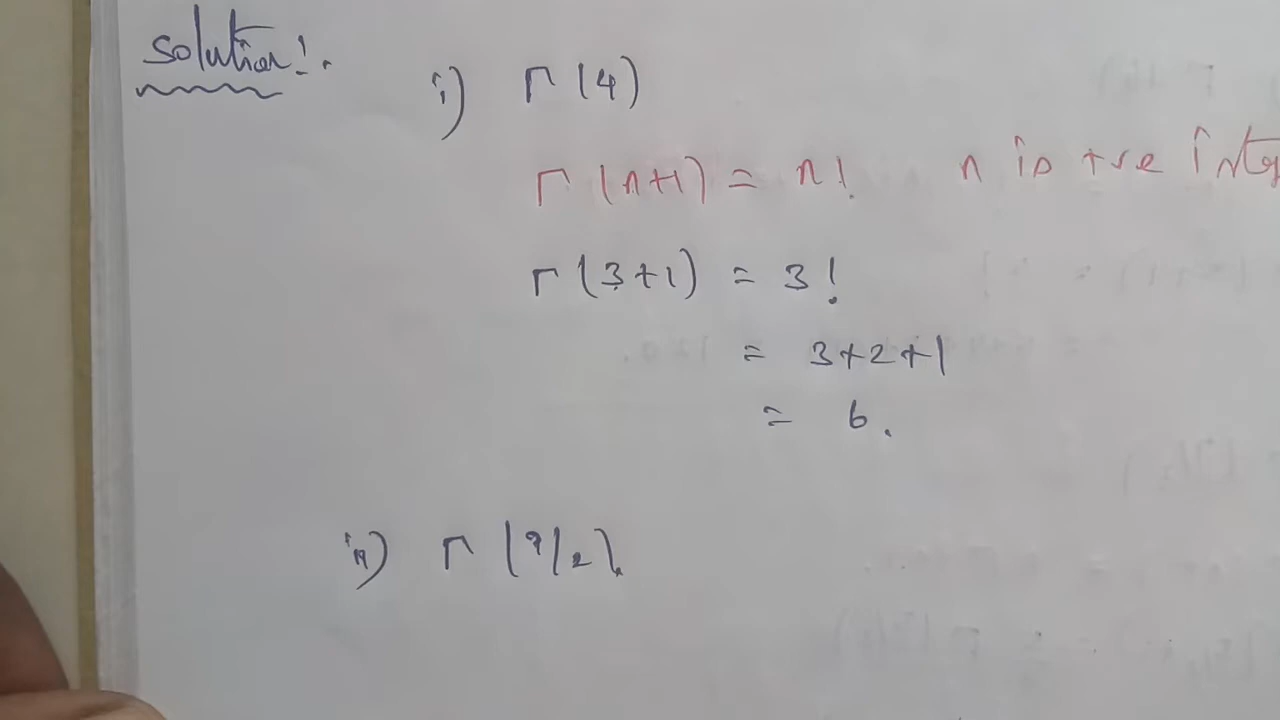 Solution:.
i) Γ(4)
Γ(n+1) = n! n is +ve integ
Γ(3+1) = 3!
= 3+2+1
= 6.
ii) Γ(9/2).